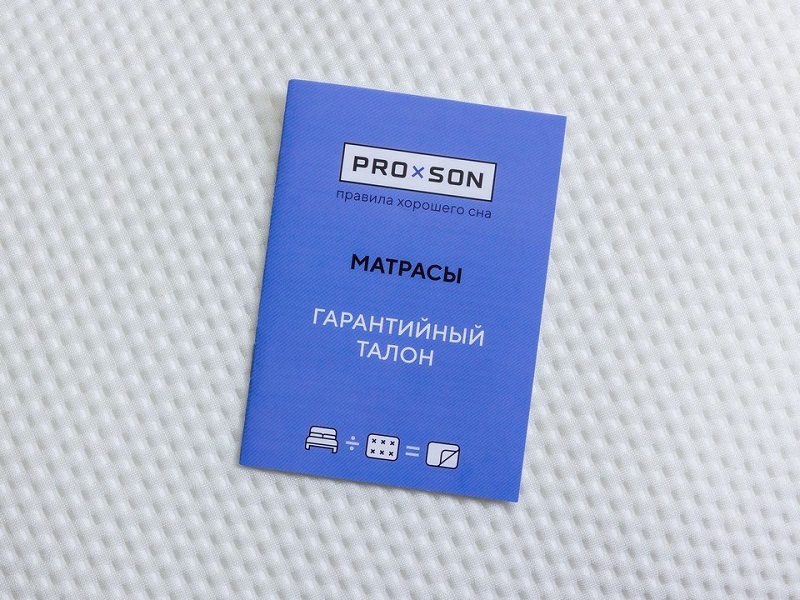 PRO×SON
правила хорошего сна
МАТРАСЫ
ГАРАНТИЙНЫЙ
ТАЛОН
÷ =